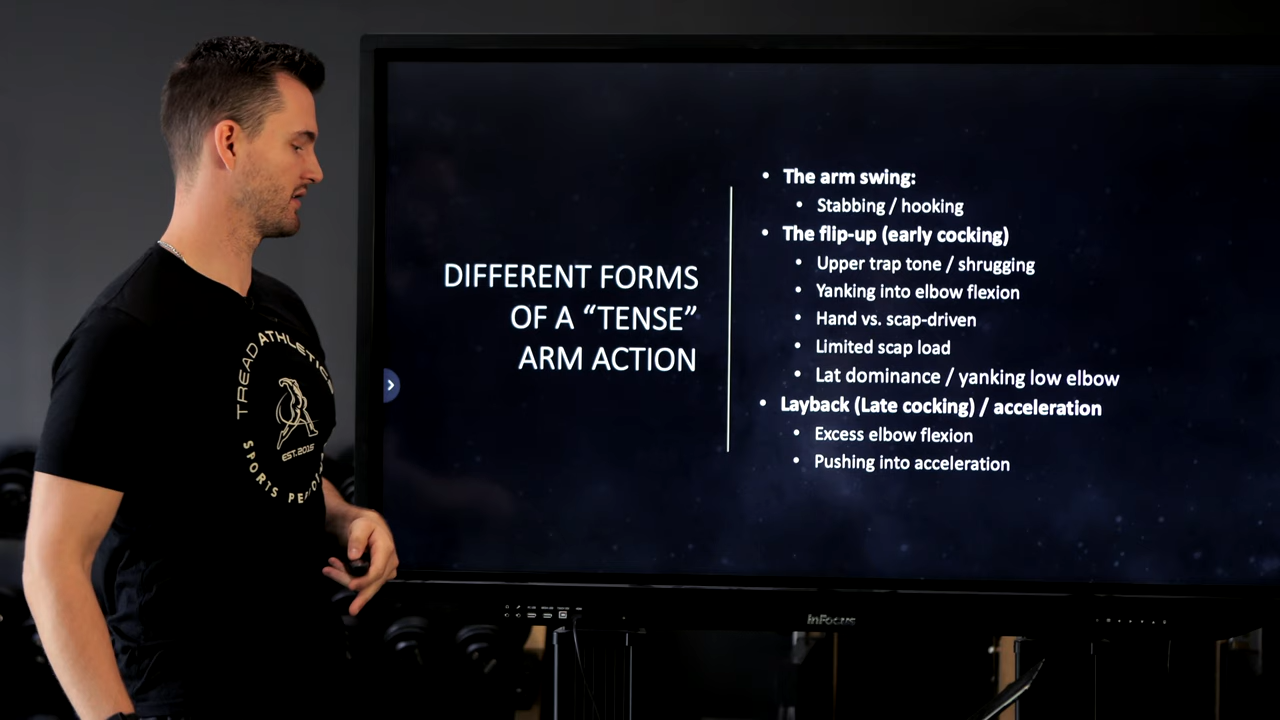 DIFFERENT FORMS
OF A “TENSE”
ARM ACTION
• The arm swing:
• Stabbing / hooking
• The flip-up (early cocking)
• Upper trap tone / shrugging
• Yanking into elbow flexion
• Hand vs. scap-driven
• Limited scap load
• Lat dominance / yanking low elbow
• Layback (Late cocking) / acceleration
• Excess elbow flexion
• Pushing into acceleration
TREAD ATHLETICS
EST. 2015
SPORTS
InFocus